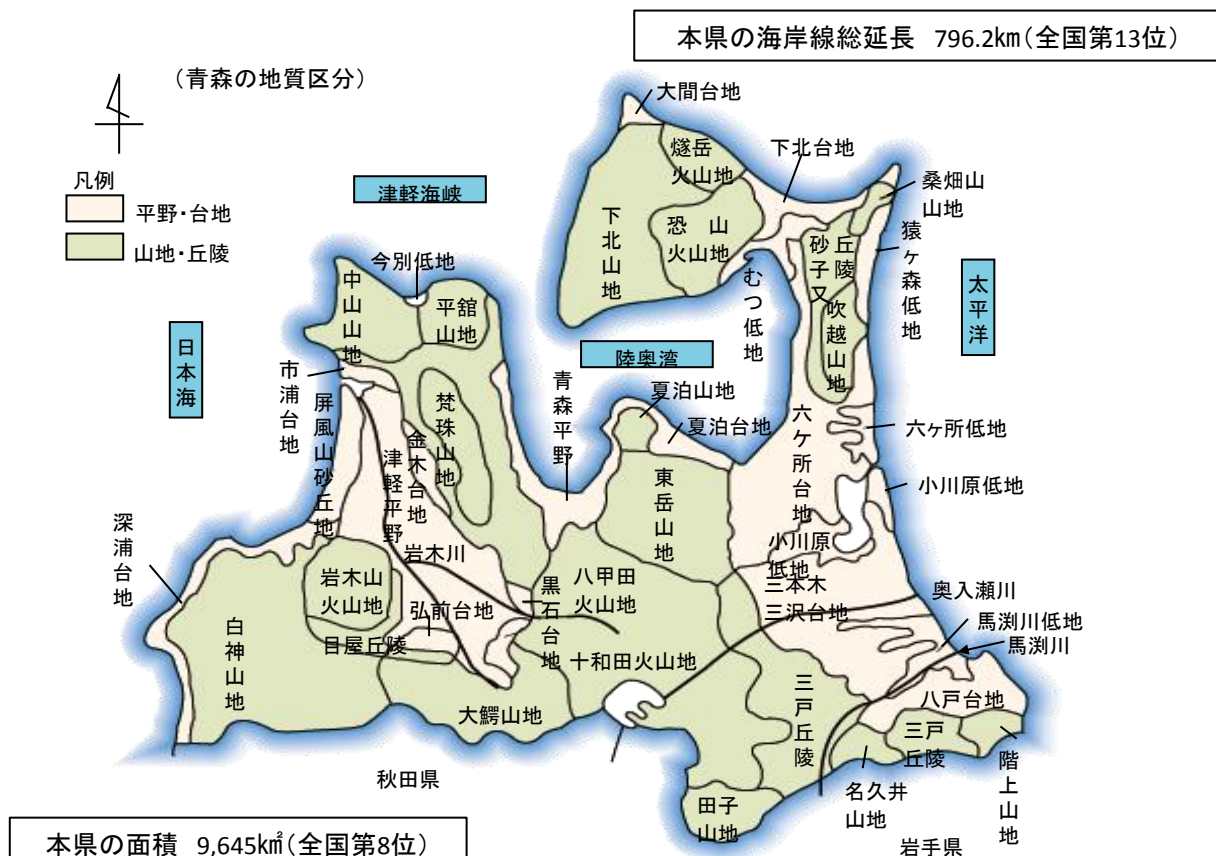 本県の海岸線総延長 796.2㎞(全国第13位)
(青森の地質区分)
凡例
平野・台地
山地・丘陵
津軽海峡
日本海
陸奥湾
太平洋
大間台地
燧岳
火山地
下北台地
桑畑山
山地
下北山地
恐 山
火山地
砂子又
丘陵
猿ヶ森低地
むつ低地
吹越山地
今別低地
中山山地
平舘
山地
市浦台地
屏風山砂丘地
津軽平野
金木台地
梵珠山地
青森平野
夏泊山地
夏泊台地
六ケ所台地
六ヶ所低地
小川原低地
東岳山地
小川原
低地
深浦台地
岩木川
岩木山
火山地
弘前台地
目屋丘陵
黒石台地
八甲田
火山地
三本木
三沢台地
奥入瀬川
馬渕川低地
馬渕川
白神山地
十和田火山地
大鰐山地
三戸丘陵
八戸台地
三戸
丘陵
階上山地
名久井
山地
田子
山地
秋田県
岩手県
本県の面積 9,645㎢(全国第8位)